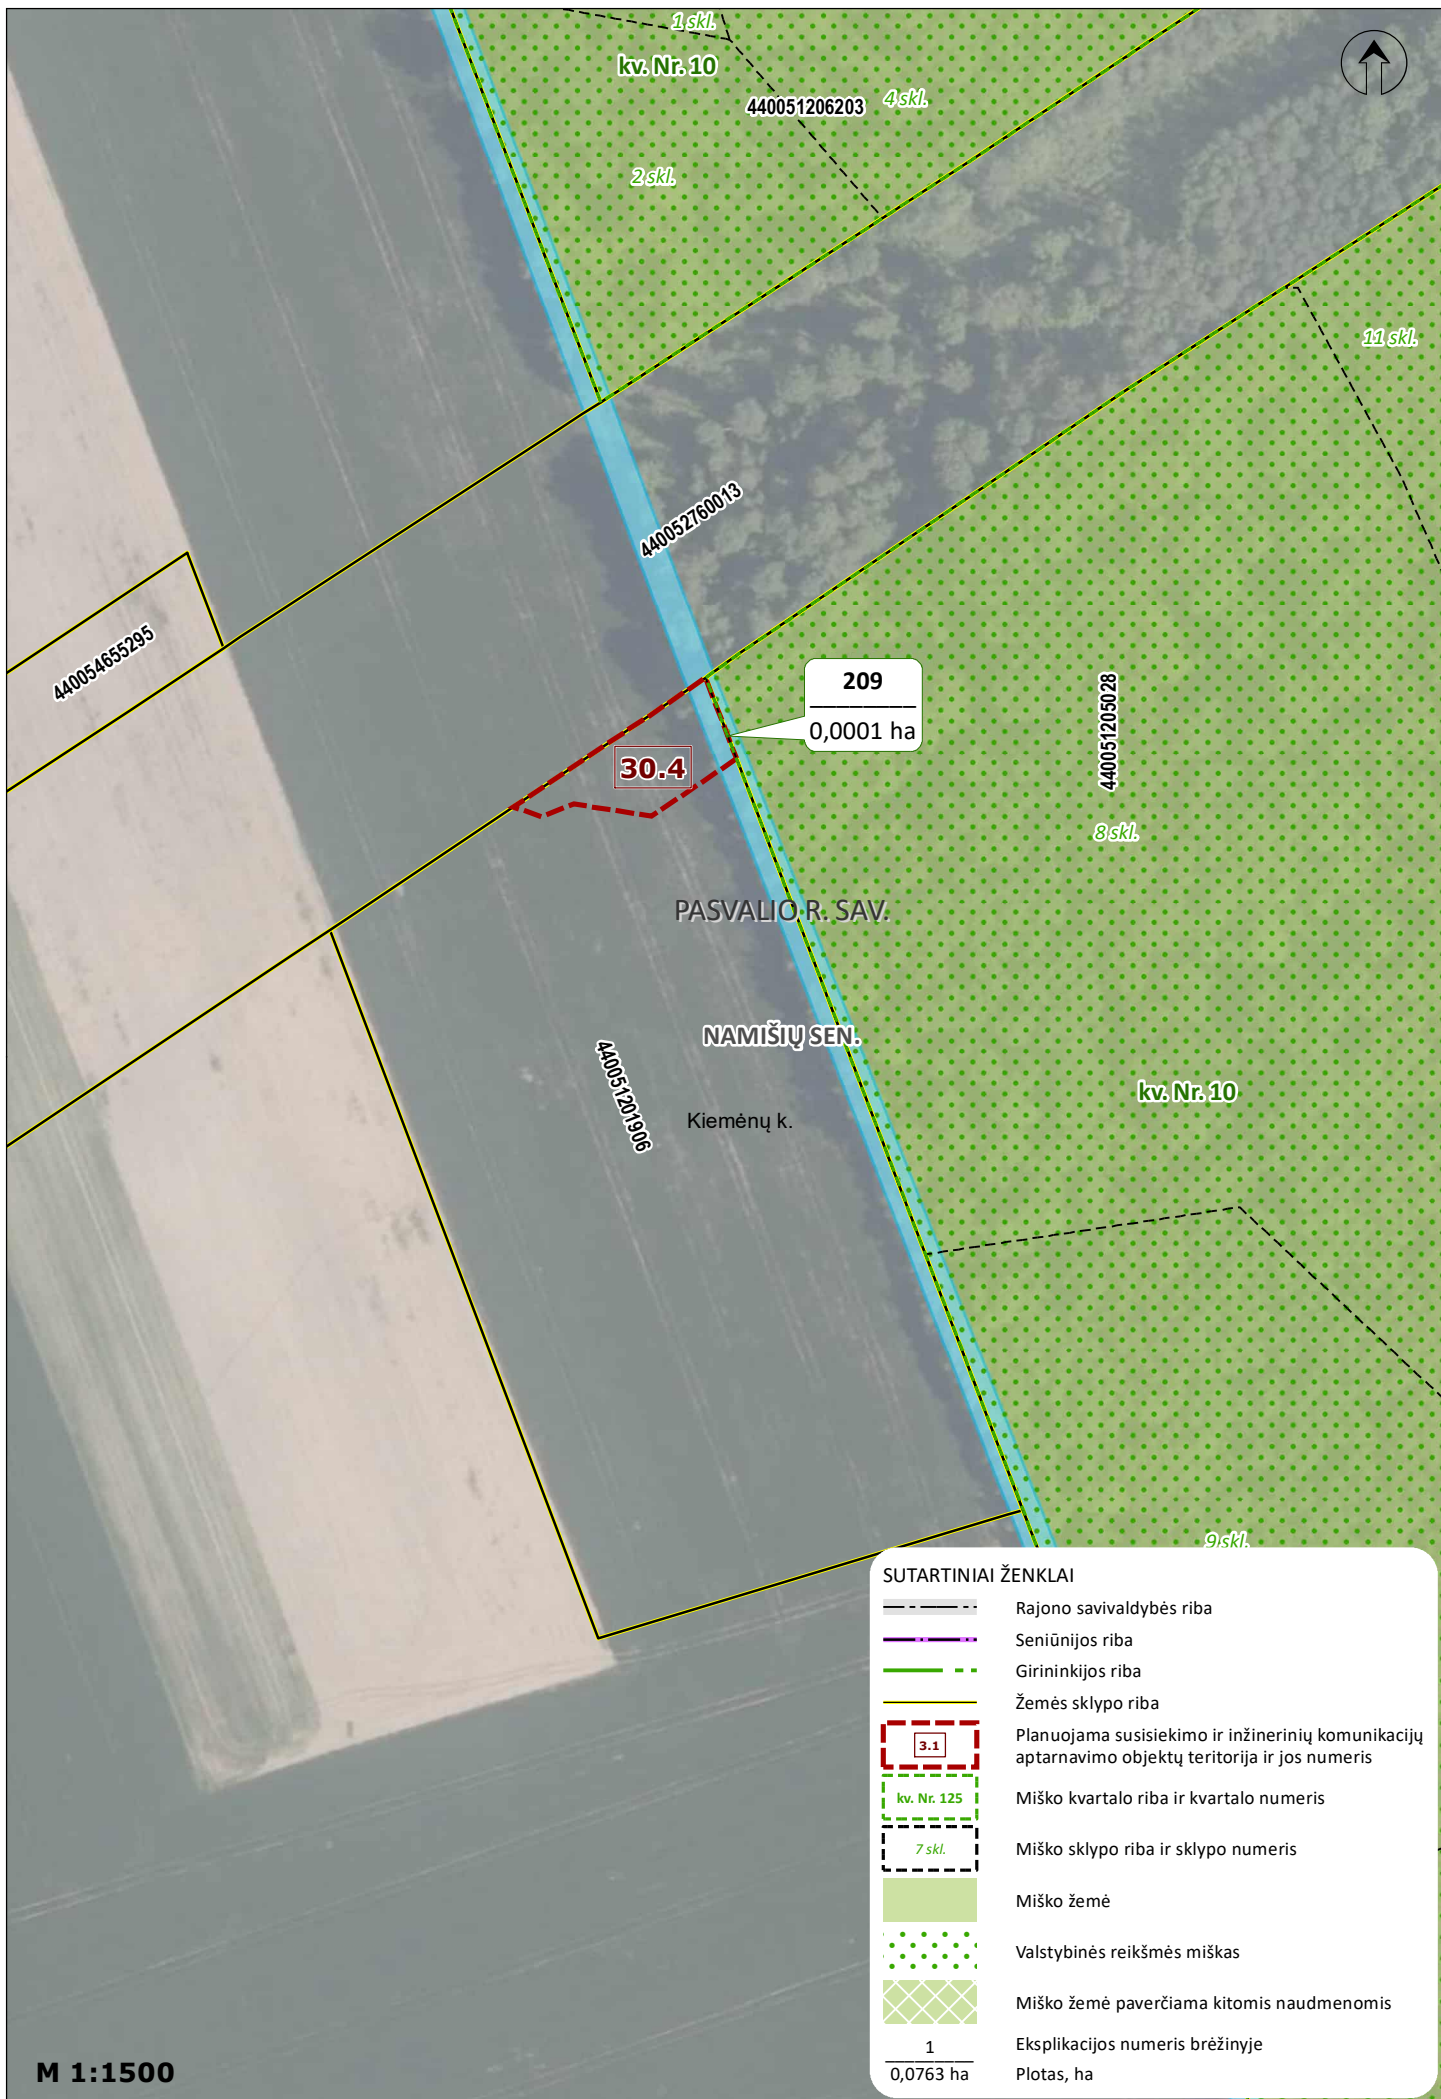 1 skl.
kv. Nr. 10
440051206203
4 skl.
2 skl.
11 skl.
440052760013
440054655295
209
0,0001 ha
30.4
440051205028
8 skl.
PASVALIO R. SAV.
NAMIŠIŲ SEN.
440051201906
Kiemėnų k.
kv. Nr. 10
9 skl.
SUTARTINIAI ŽENKLAI
Rajono savivaldybės riba
Seniūnijos riba
Girininkijos riba
Žemės sklypo riba
3.1
Planuojama susisiekimo ir inžinerinių komunikacijų
aptarnavimo objektų teritorija ir jos numeris
kv. Nr. 125
Miško kvartalo riba ir kvartalo numeris
7 skl.
Miško sklypo riba ir sklypo numeris
Miško žemė
Valstybinės reikšmės miškas
Miško žemė paverčiama kitomis naudmenomis
1
Eksplikacijos numeris brėžinyje
0,0763 ha
Plotas, ha
M 1:1500